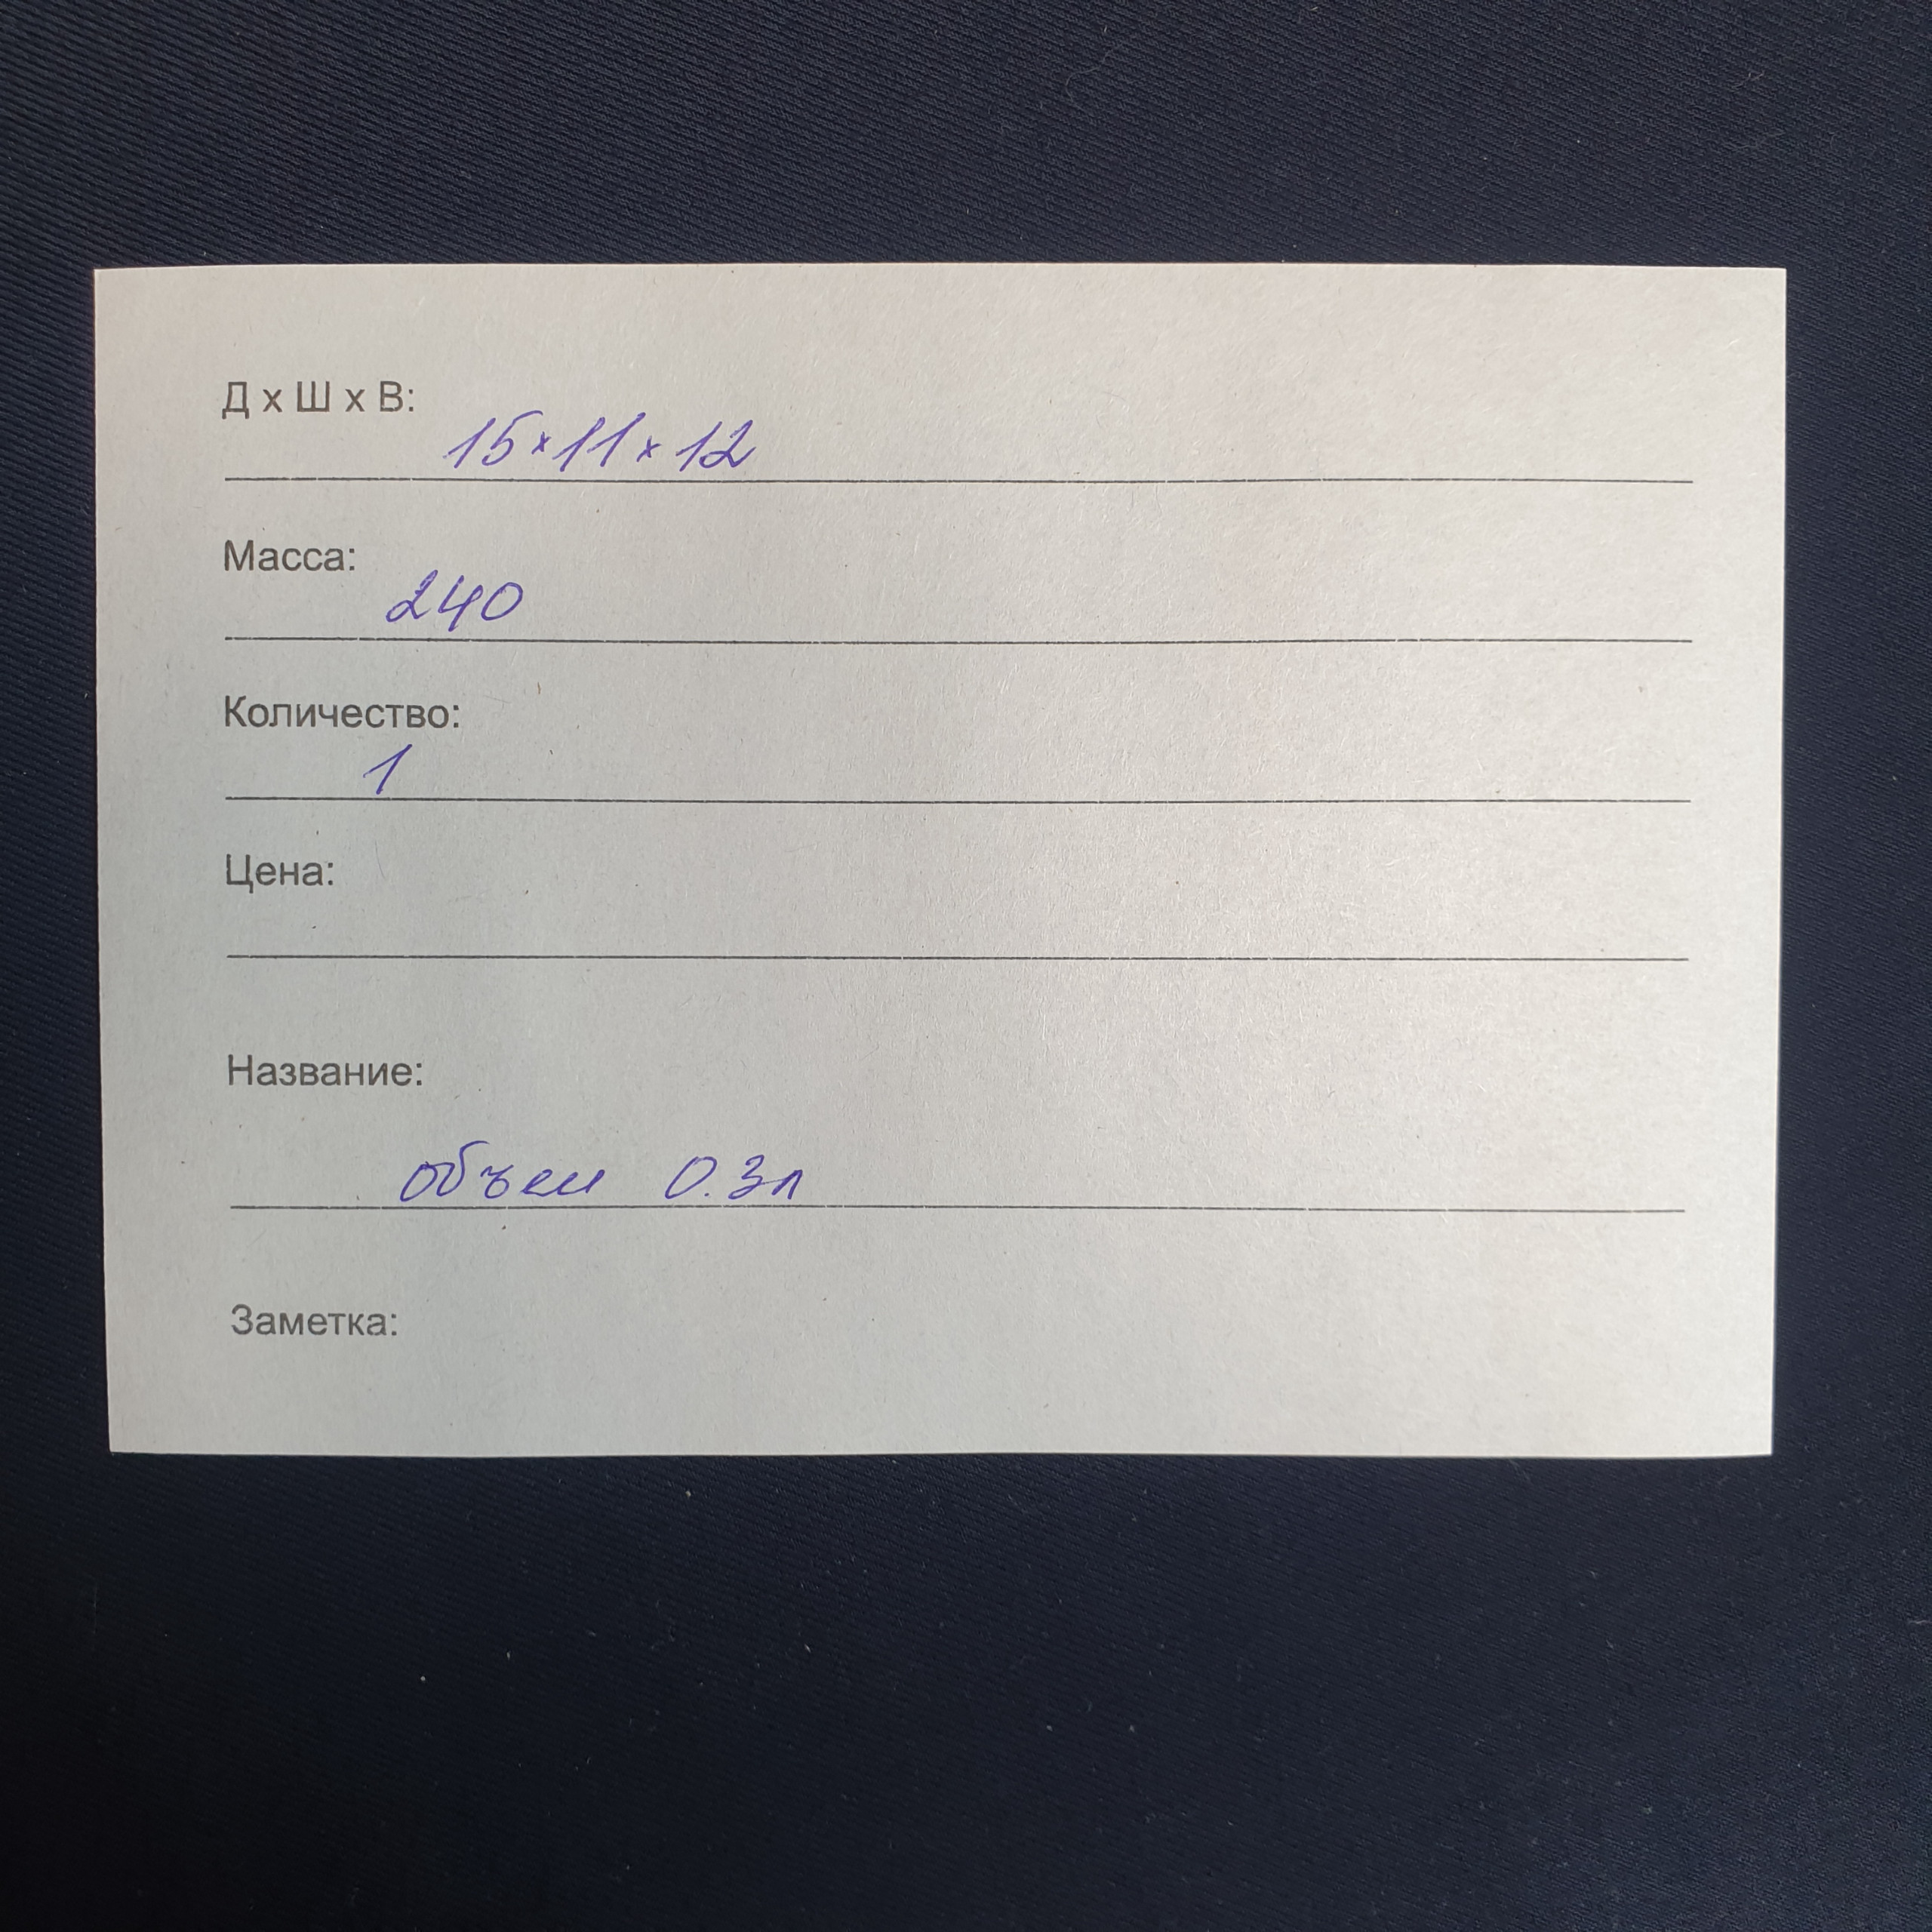 Д х Ш х В:
15×11×12
Масса:
240
Количество:
1
Цена:
Название:
объем 0.3л
Заметка: